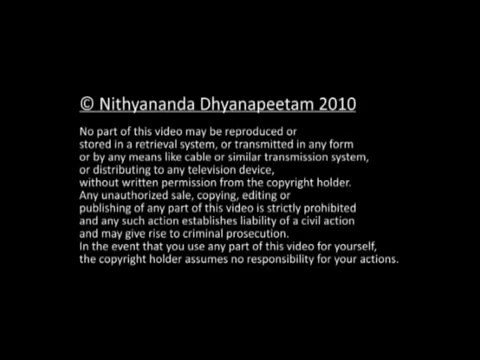 © Nithyananda Dhyanapeetam 2010
No part of this video may be reproduced or
stored in a retrieval system, or transmitted in any form
or by any means like cable or similar transmission system,
or distributing to any television device,
without written permission from the copyright holder.
Any unauthorized sale, copying, editing or
publishing of any part of this video is strictly prohibited
and any such action establishes liability of a civil action
and may give rise to criminal prosecution.
In the event that you use any part of this video for yourself,
the copyright holder assumes no responsibility for your actions.